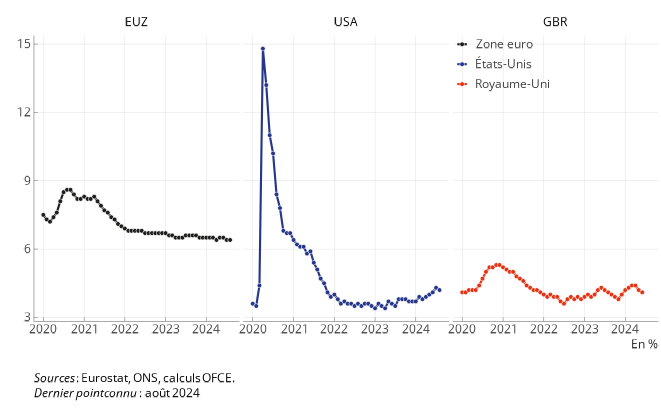 EUZ USA GBR
15
12
9
6
3
Zone euro
États-Unis
Royaume-Uni
2020 2021 2022 2023 2024 2020 2021 2022 2023 2024 2020 2021 2022 2023 2024
En %
Sources : Eurostat, ONS, calculs OFCE.
Dernier point connu : août 2024